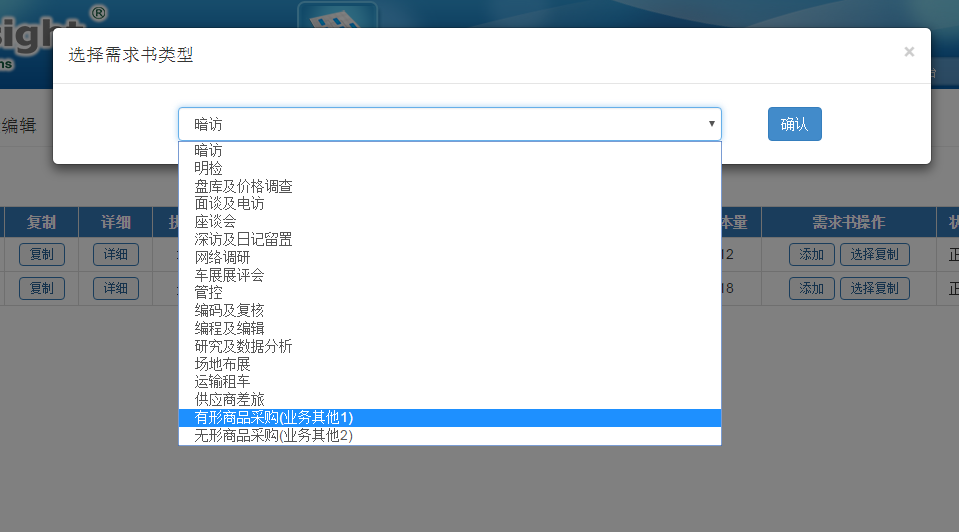 sight®
ns
选择需求书类型
×
编辑
暗访
确认
暗访
明检
盘库及价格调查
面谈及电访
座谈会
深访及日记留置
网络调研
车展展评会
管控
编码及复核
编程及编辑
研究及数据分析
场地布展
运输租车
供应商差旅
有形商品采购(业务其他1)
无形商品采购(业务其他2)
复制 详细 本量 需求书操作
复制 详细 12 添加 选择复制
复制 详细 18 添加 选择复制